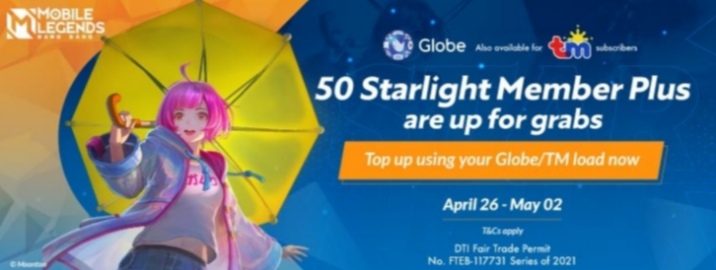 MOBILE
LEGENDS
BANG BANG
Globe Also available for tm subscribers
50 Starlight Member Plus
are up for grabs
Top up using your Globe/TM load now
April 26 - May 02
T&Cs apply
DTI Fair Trade Permit
No. FTEB-117731 Series of 2021
© Moonton